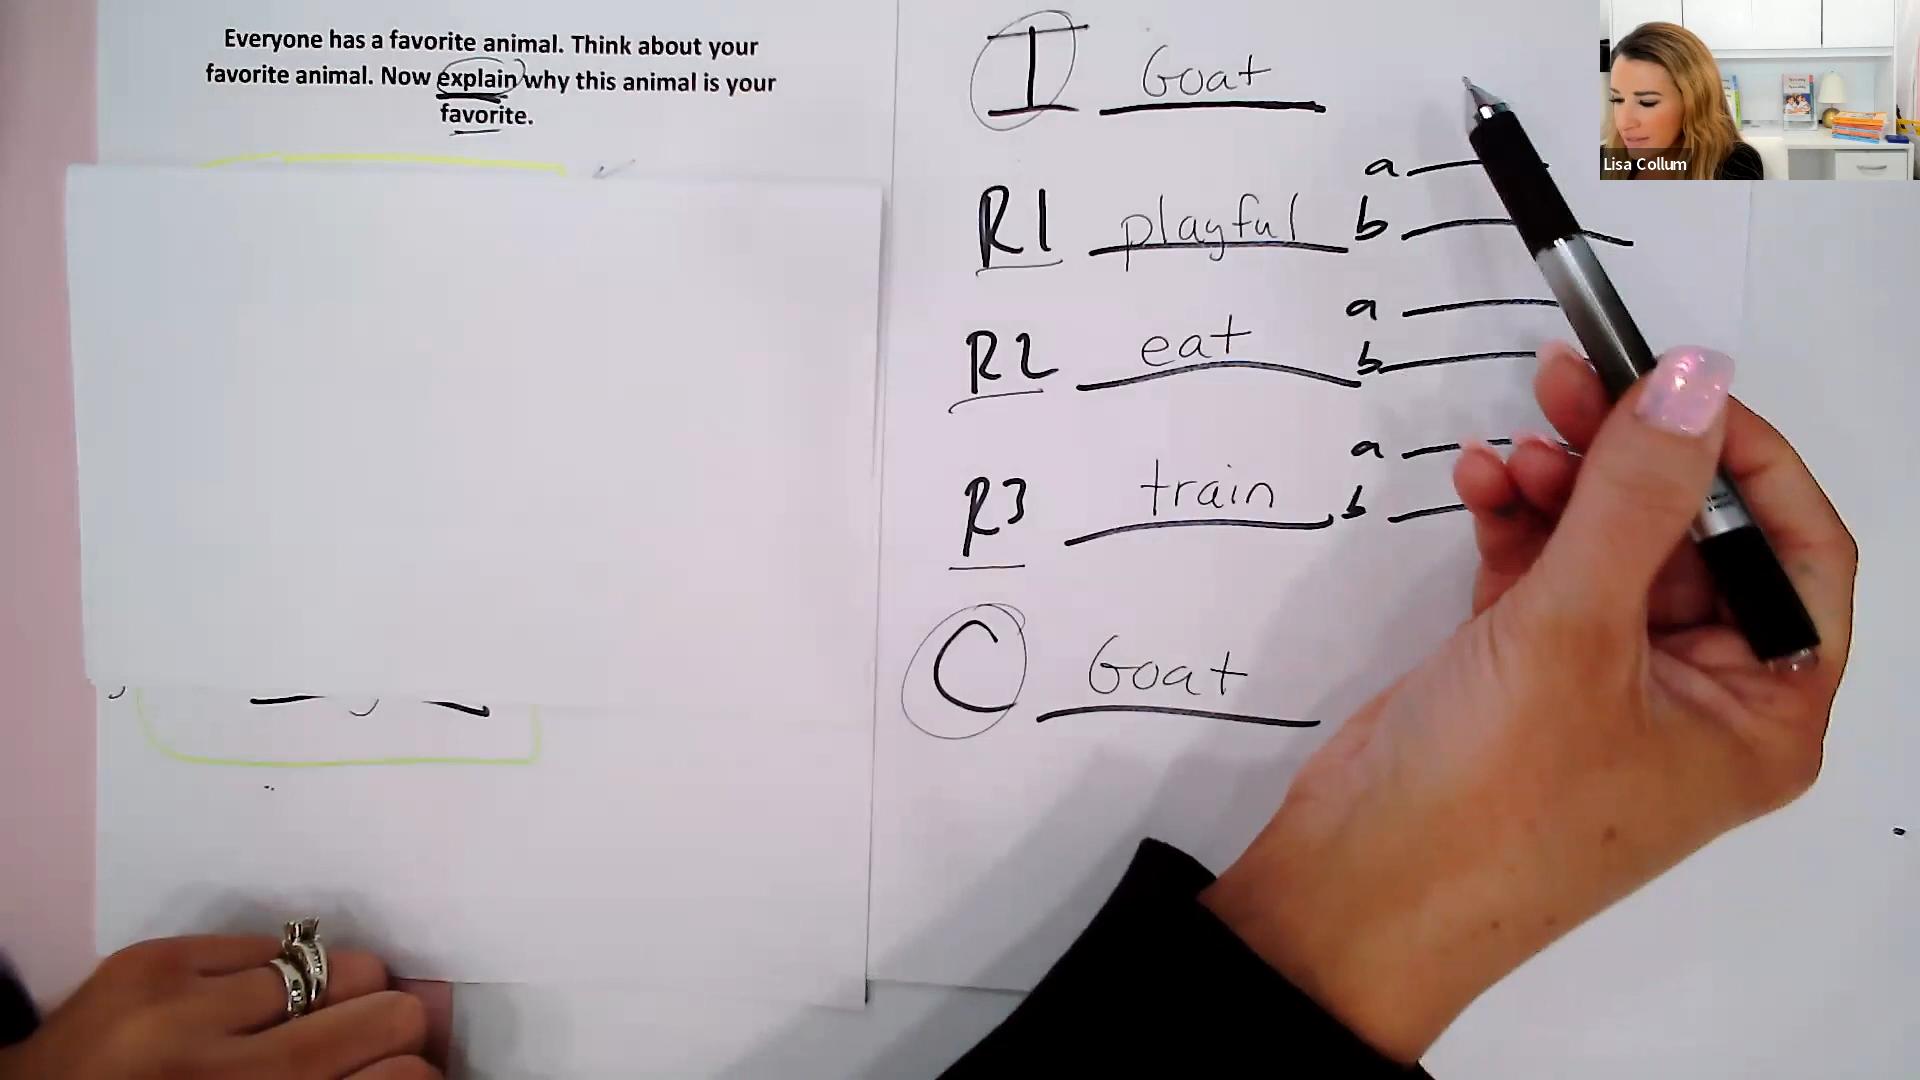 Everyone has a favorite animal. Think about your
favorite animal. Now explain why this animal is your
favorite.
I Goat
a
R1 playful b
a
R2 eat b
a
R3 train b
C Goat
Lisa Collum